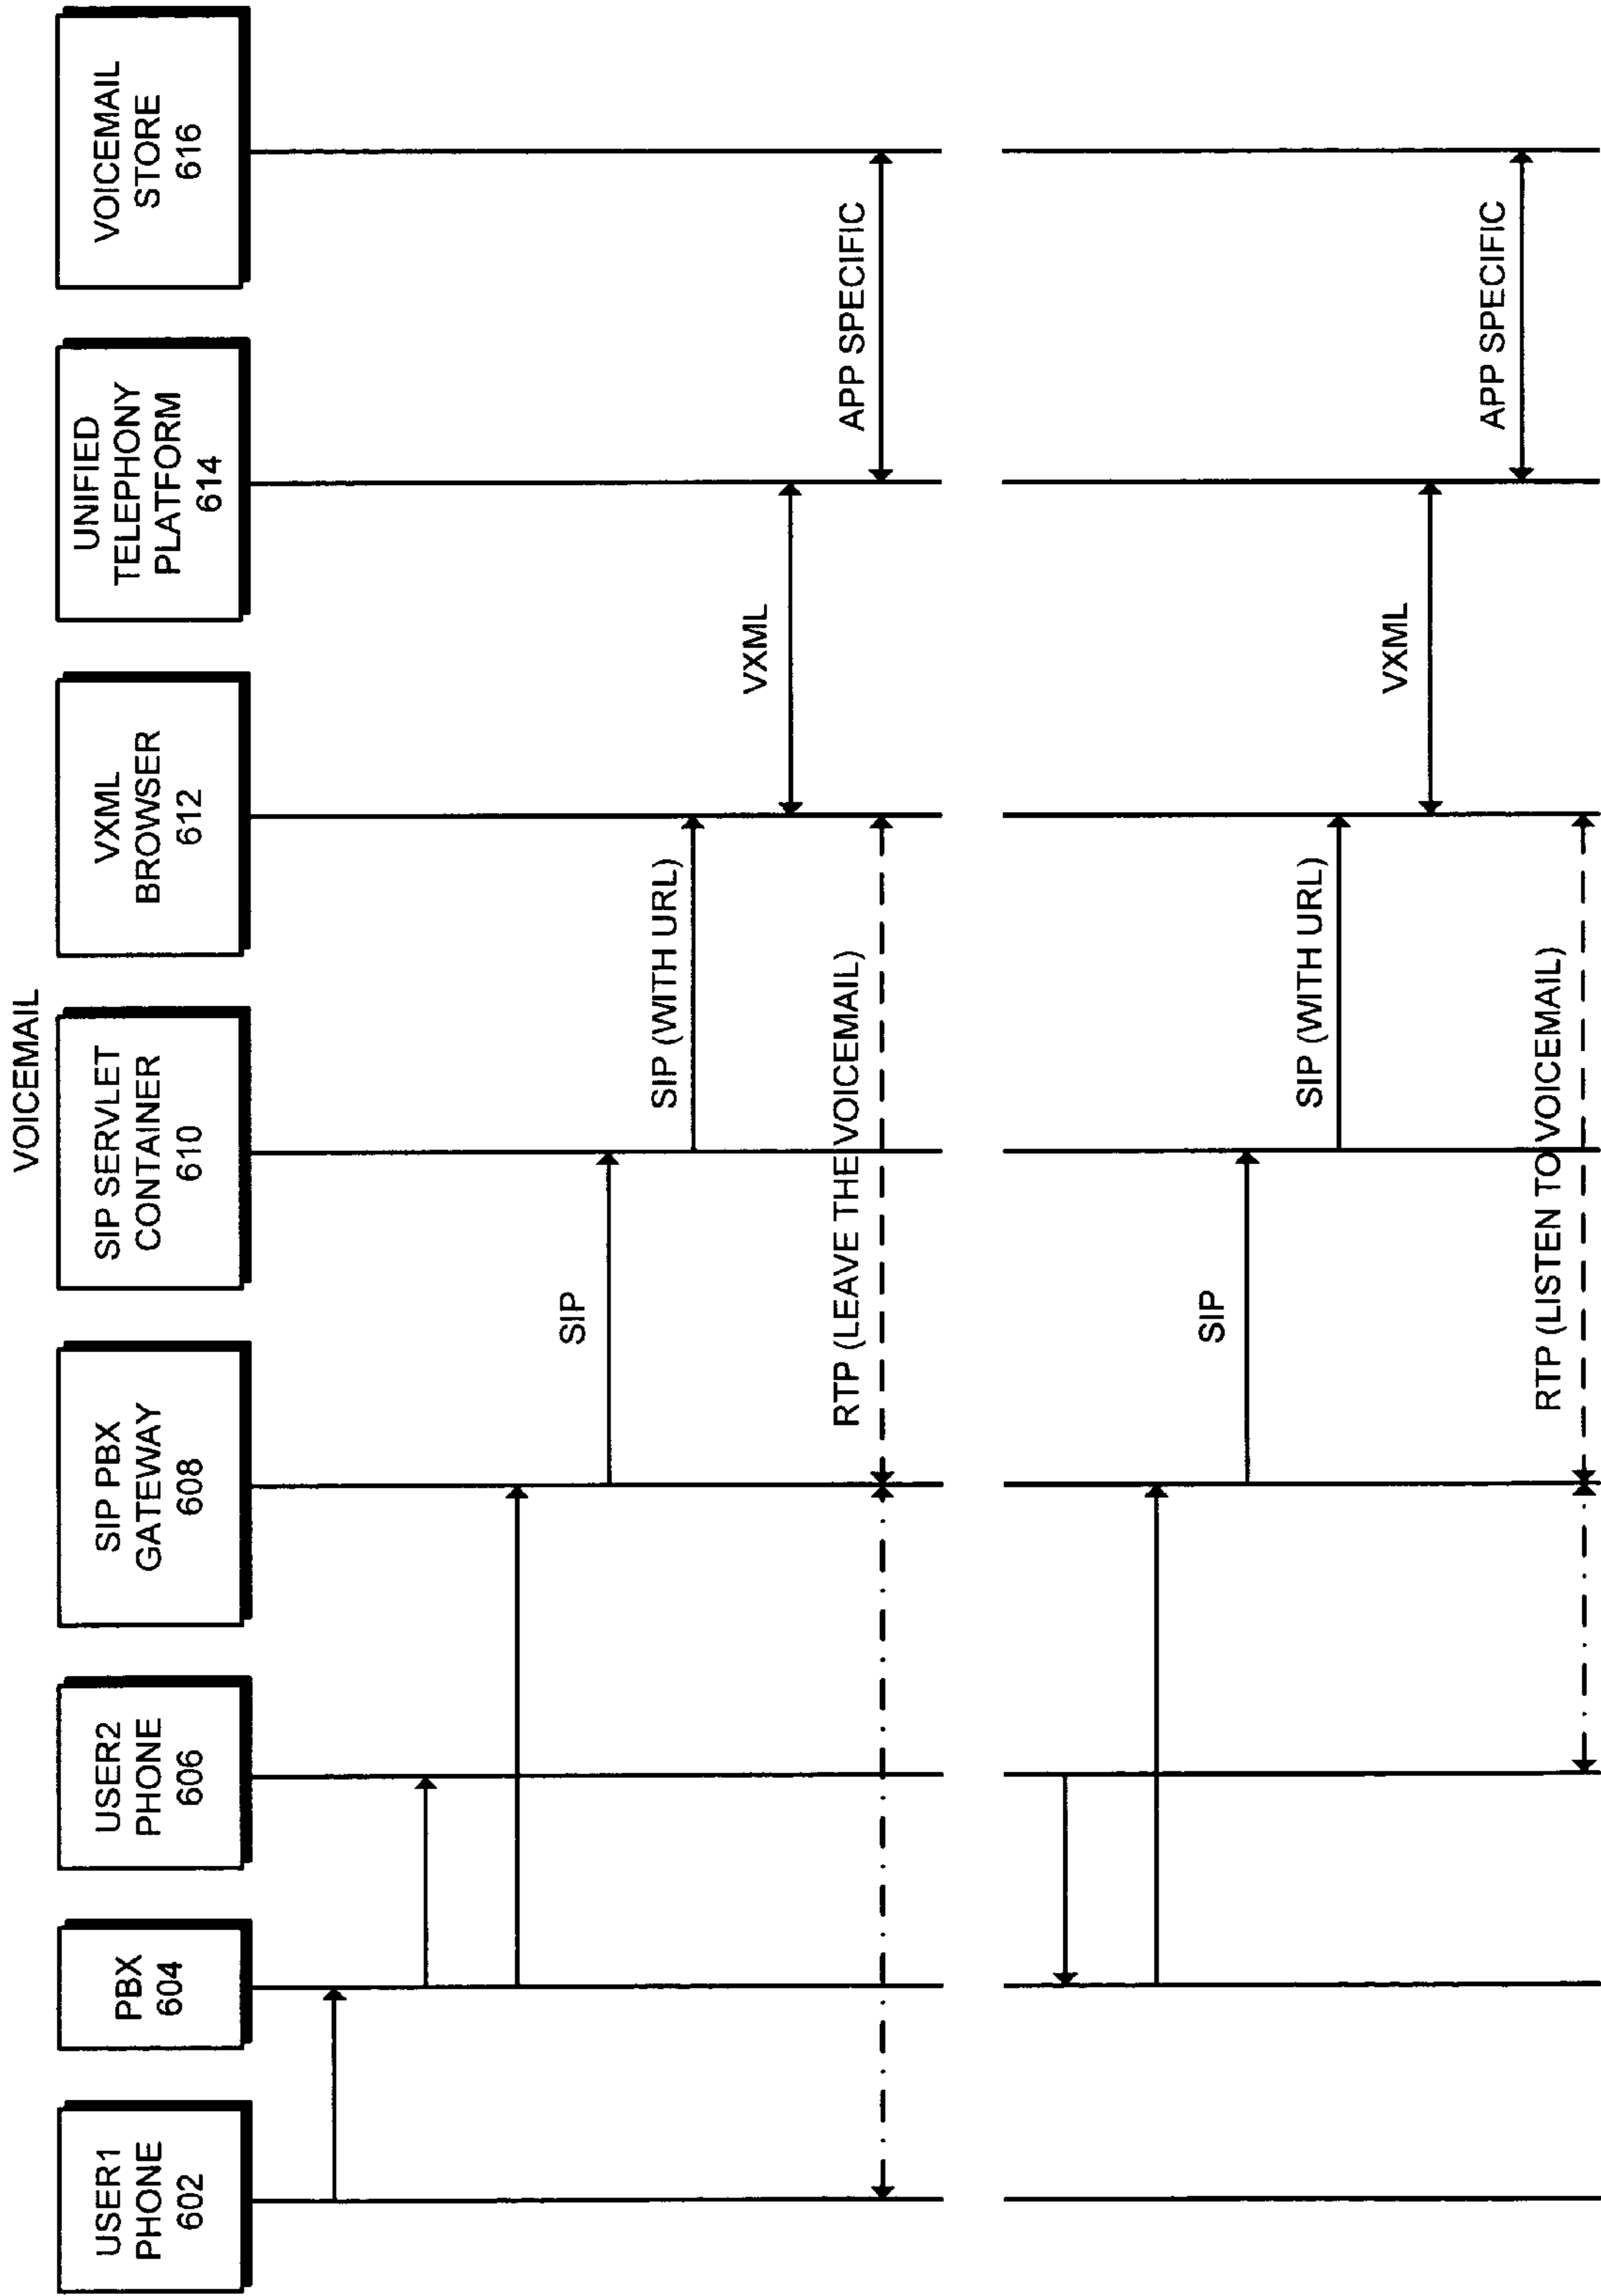 VOICEMAIL
USER1
PHONE
602
PBX
604
USER2
PHONE
606
SIP PBX
GATEWAY
608
SIP SERVLET
CONTAINER
610
VXML
BROWSER
612
UNIFIED
TELEPHONY
PLATFORM
614
VOICEMAIL
STORE
616
SIP
SIP (WITH URL)
VXML
RTP (LEAVE THE VOICEMAIL)
APP SPECIFIC
SIP
SIP (WITH URL)
VXML
APP SPECIFIC
RTP (LISTEN TO VOICEMAIL)